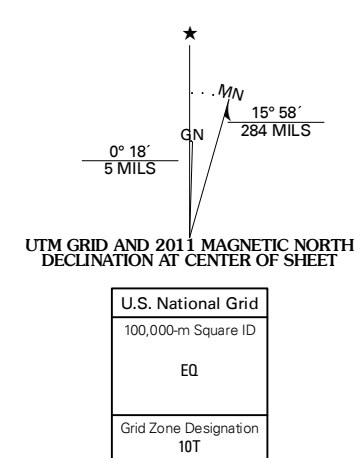 ★
MN
15° 58´
284 MILS
GN
0° 18´
5 MILS
UTM GRID AND 2011 MAGNETIC NORTH
DECLINATION AT CENTER OF SHEET
U.S. National Grid
100,000-m Square ID
EQ
Grid Zone Designation
10T